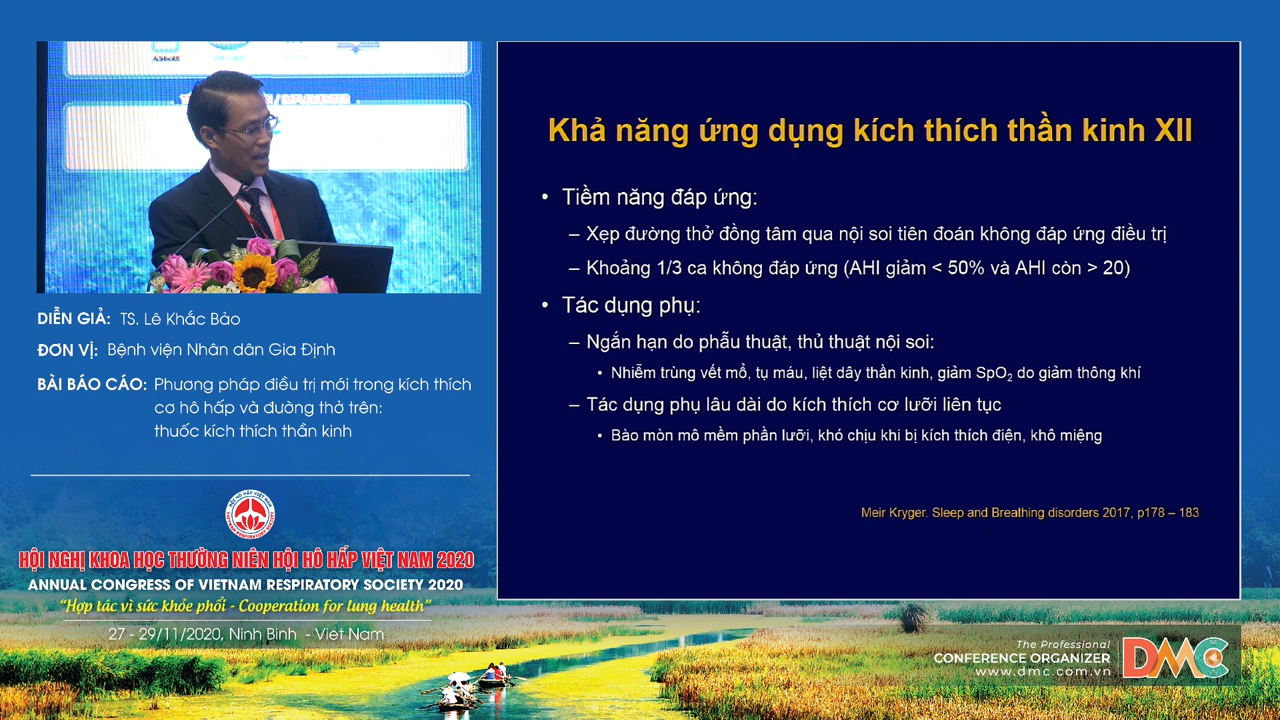 DIỄN GIẢ: TS. Lê Khắc Bảo
ĐƠN VỊ: Bệnh viện Nhân dân Gia Định
BÀI BÁO CÁO: Phương pháp điều trị mới trong kích thích
cơ hô hấp và đường thở trên:
thuốc kích thích thần kinh
HỘI HÔ HẤP VIỆT NAM
VIETNAM RESPIRATORY SOCIETY
HỘI NGHỊ KHOA HỌC THƯỜNG NIÊN HỘI HÔ HẤP VIỆT NAM 2020
ANNUAL CONGRESS OF VIETNAM RESPIRATORY SOCIETY 2020
“Hợp tác vì sức khỏe phổi - Cooperation for lung health”
27 - 29/11/2020, Ninh Bình - Việt Nam
Khả năng ứng dụng kích thích thần kinh XII
• Tiềm năng đáp ứng:
– Xẹp đường thở đồng tâm qua nội soi tiên đoán không đáp ứng điều trị
– Khoảng 1/3 ca không đáp ứng (AHI giảm < 50% và AHI còn > 20)
• Tác dụng phụ:
– Ngắn hạn do phẫu thuật, thủ thuật nội soi:
• Nhiễm trùng vết mổ, tụ máu, liệt dây thần kinh, giảm SpO₂ do giảm thông khí
– Tác dụng phụ lâu dài do kích thích cơ lưỡi liên tục
• Bào mòn mô mềm phần lưỡi, khó chịu khi bị kích thích điện, khô miệng
Meir Kryger. Sleep and Breathing disorders 2017, p178 – 183
The Professional
CONFERENCE ORGANIZER
www.dmc.com.vn
DMC